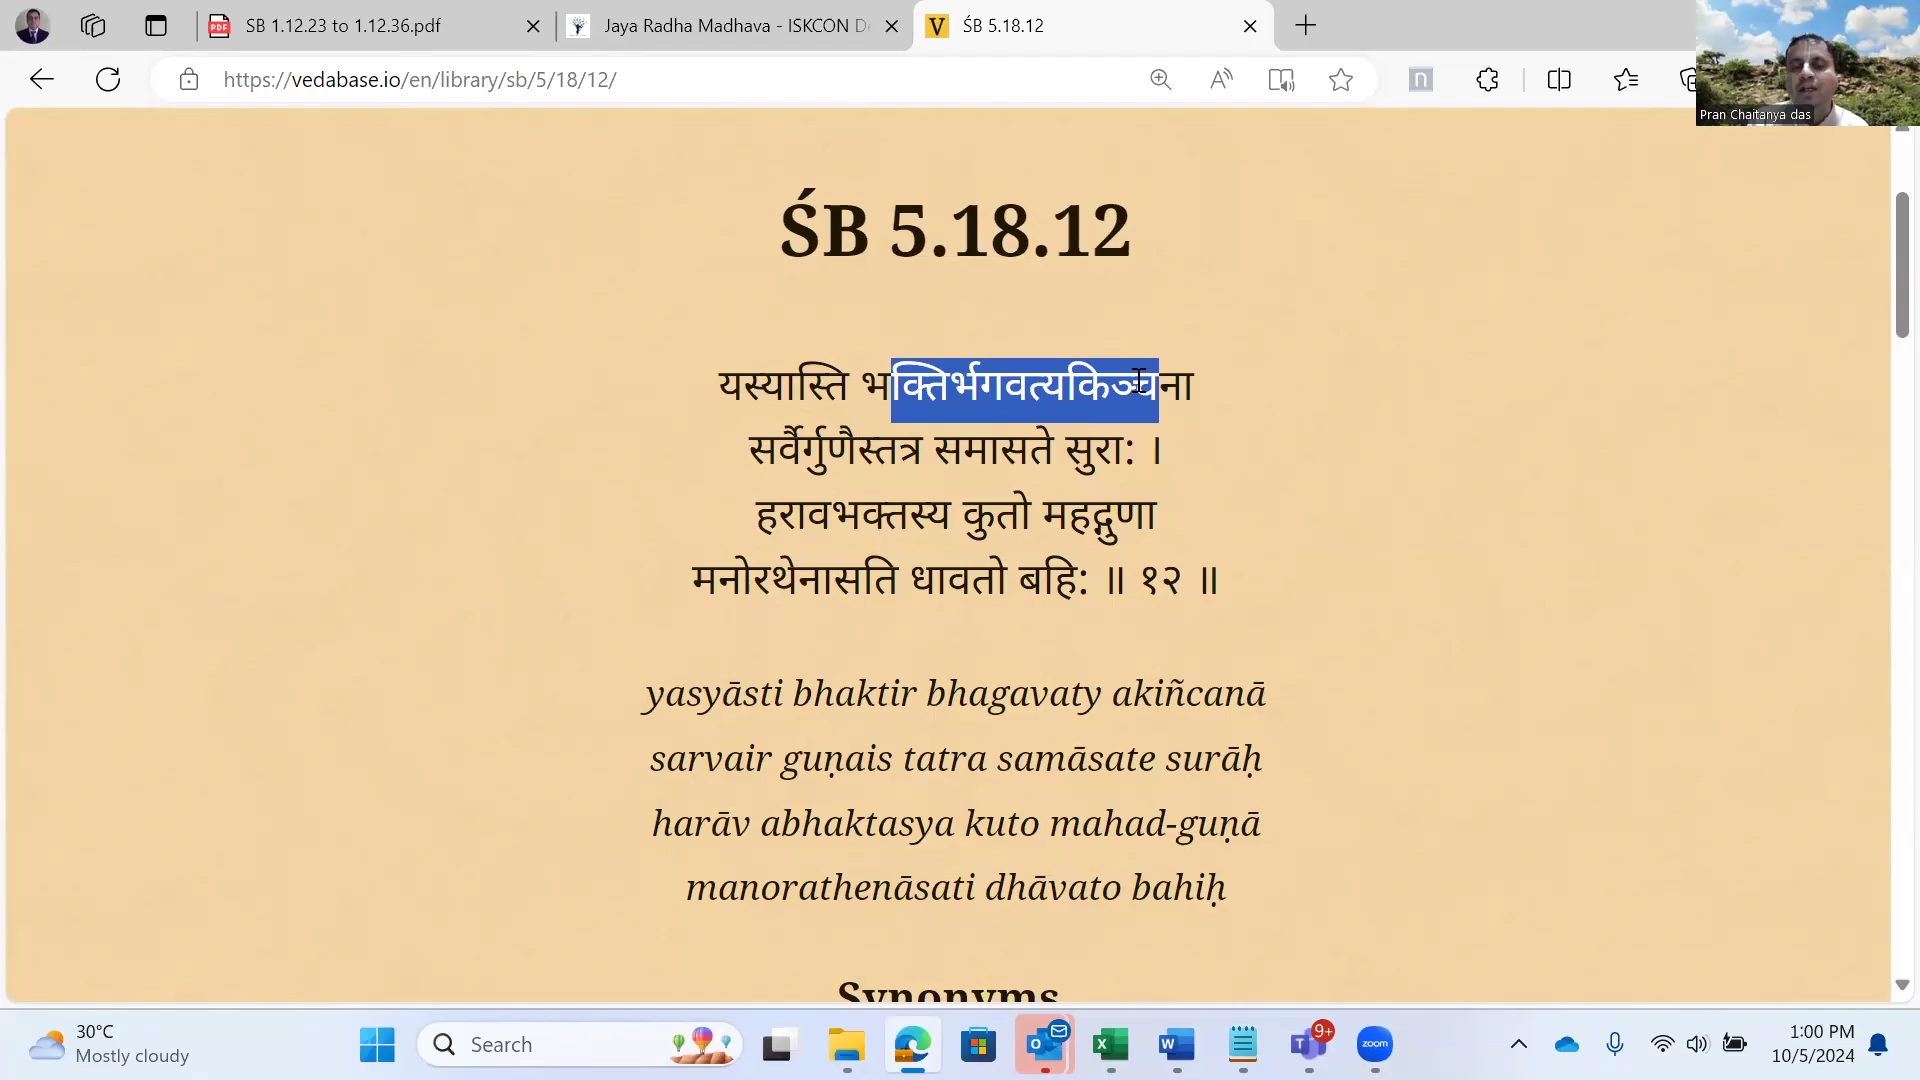 SB 1.12.23 to 1.12.36.pdf
Jaya Radha Madhava - ISKCON D
ŚB 5.18.12
https://vedabase.io/en/library/sb/5/18/12/
Pran Chaitanya das
ŚB 5.18.12
यस्यास्ति भक्तिर्भगवत्यकिञ्चना
सर्वैर्गुणैस्तत्र समासते सुरा: ।
हरावभक्तस्य कुतो महद्गुणा
मनोरथेनासति धावतो बहि: ॥ १२ ॥
yasyāsti bhaktir bhagavaty akiñcanā
sarvair guṇais tatra samāsate surāḥ
harāv abhaktasya kuto mahad-guṇā
manorathenāsati dhāvato bahiḥ
Synonyms
30°C
Mostly cloudy
Search
9+
zoom
1:00 PM
10/5/2024